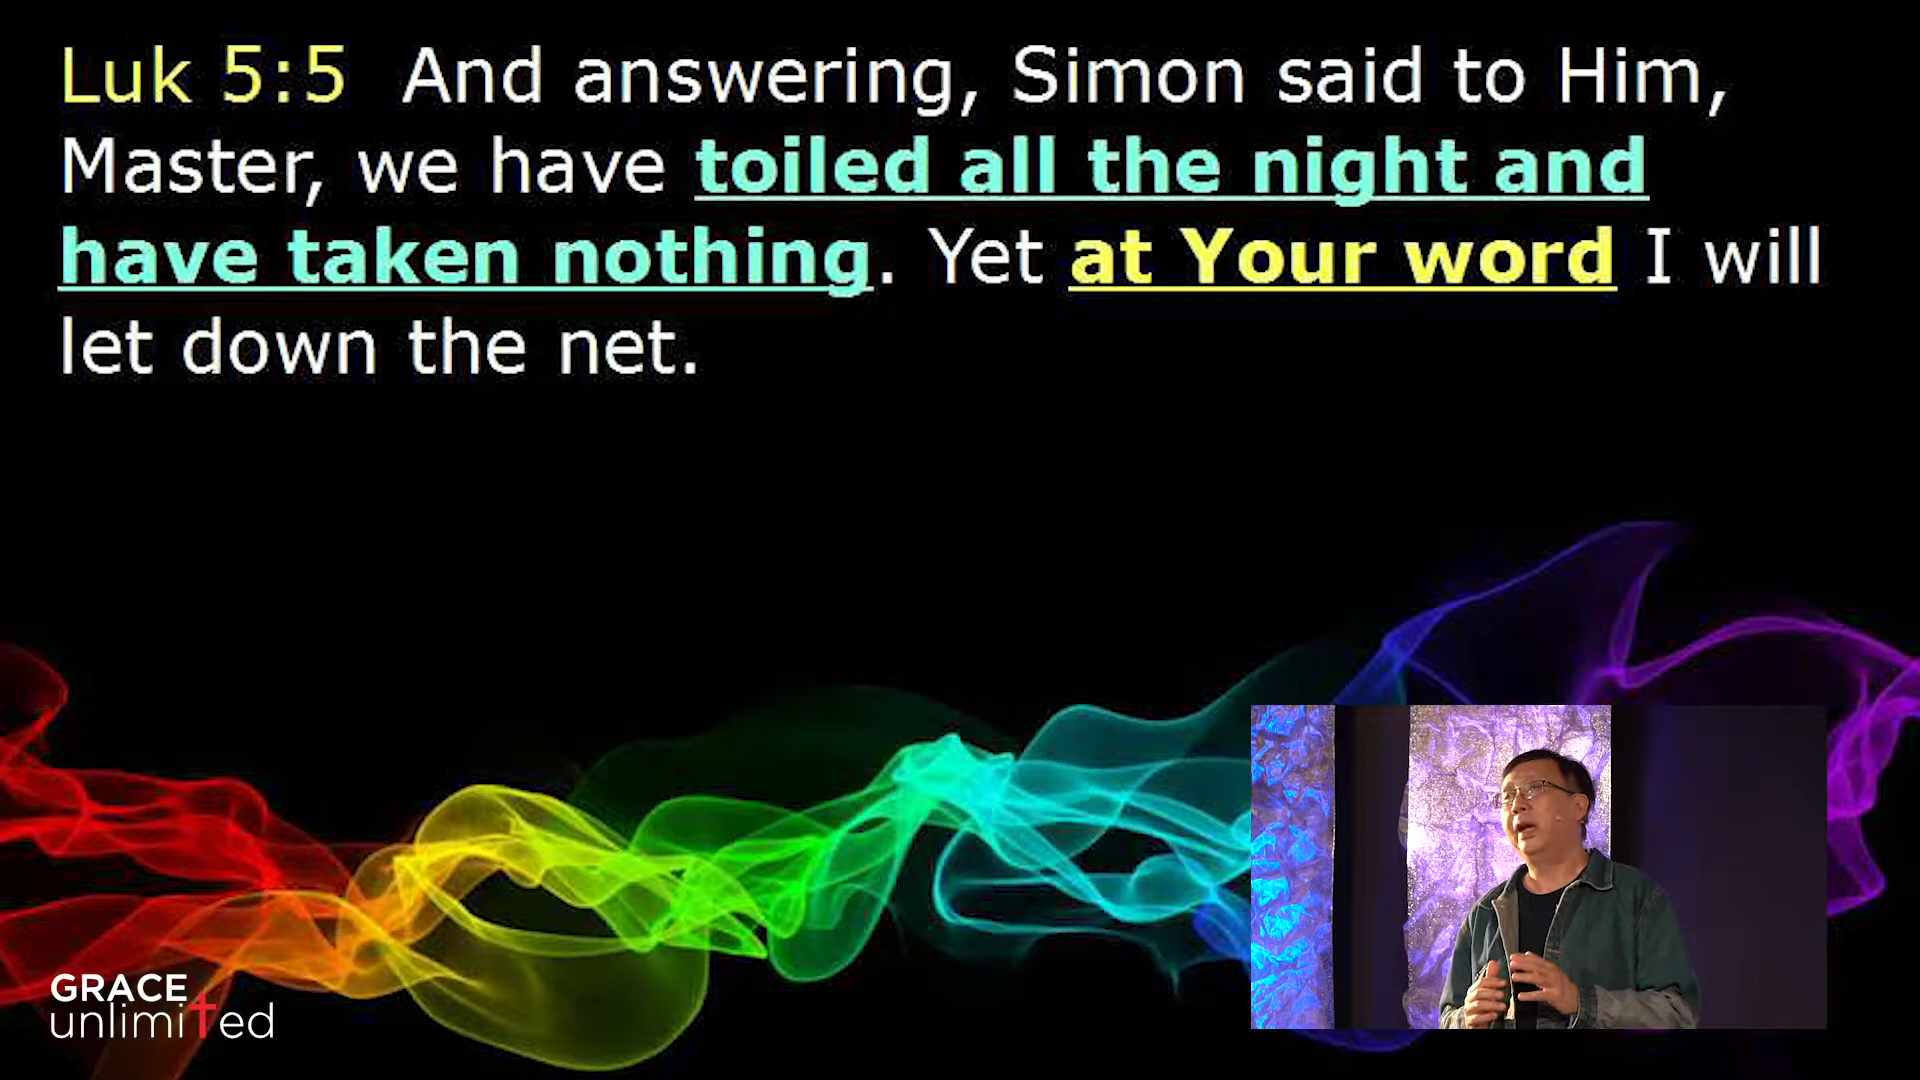 Luk 5:5 And answering, Simon said to Him,
Master, we have toiled all the night and
have taken nothing. Yet at Your word I will
let down the net.
GRACE
unlimited